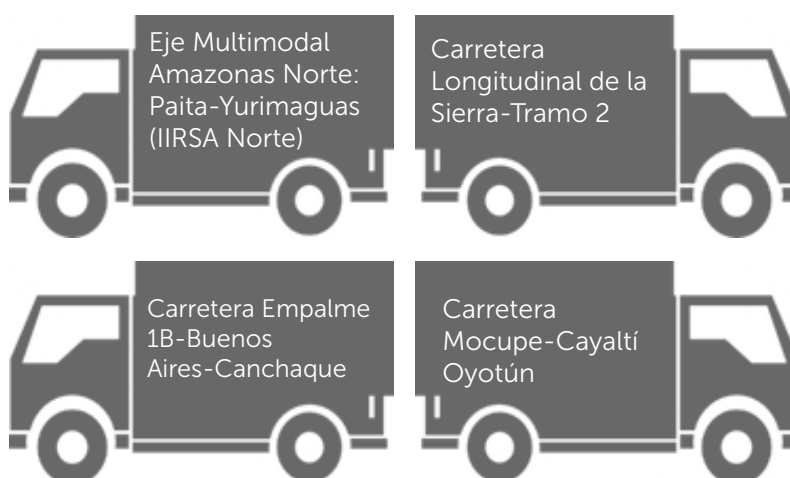 Eje Multimodal
Amazonas Norte:
Paita-Yurimaguas
(IIRSA Norte)
Carretera
Longitudinal de la
Sierra-Tramo 2
Carretera Empalme
1B-Buenos
Aires-Canchaque
Carretera
Mocupe-Cayaltí
Oyotún